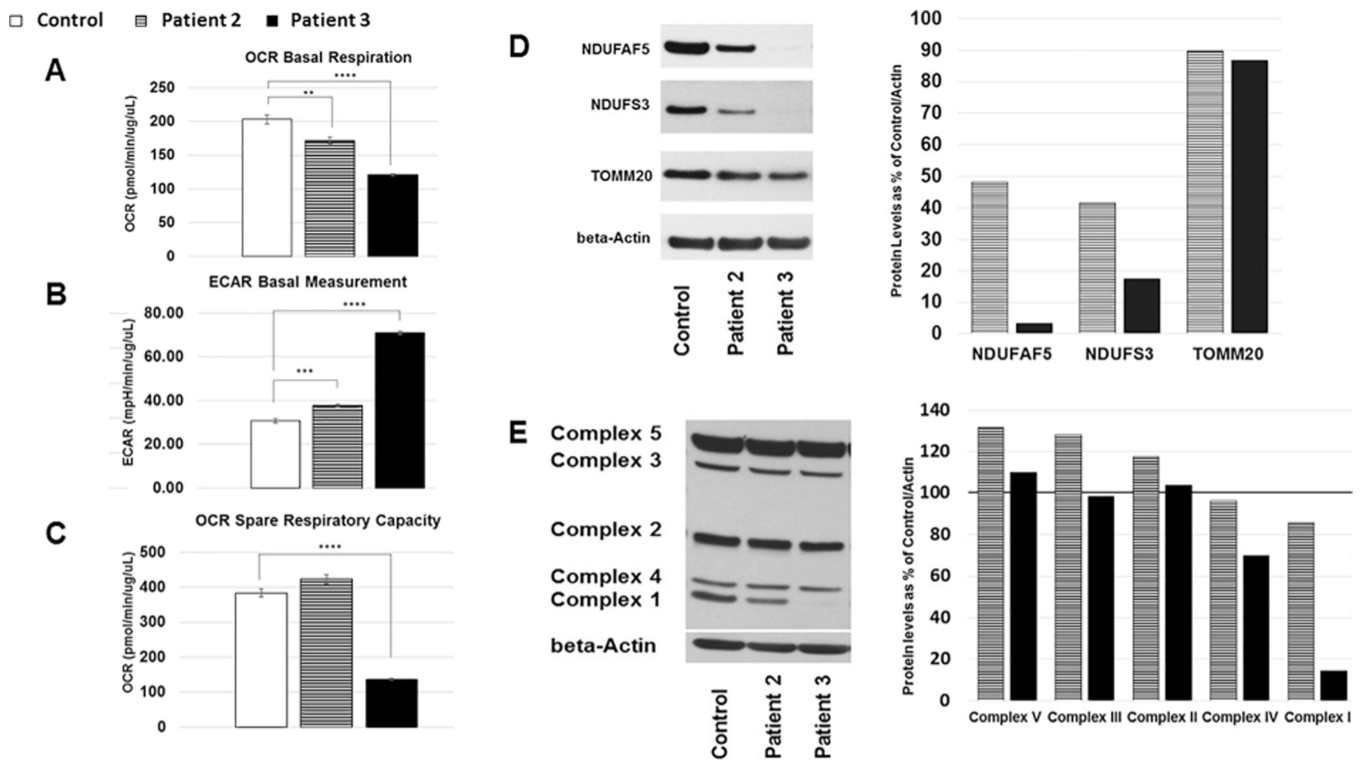 Control Patient 2 Patient 3
A
OCR Basal Respiration
****
**
OCR (pmol/min/ug/uL)
250
200
150
100
50
0
B
ECAR Basal Measurement
****
***
ECAR (mpH/min/ug/uL)
80.00
60.00
40.00
20.00
0.00
C
OCR Spare Respiratory Capacity
****
OCR (pmol/min/ug/uL)
500
400
300
200
100
0
D
NDUFAF5
NDUFS3
TOMM20
beta-Actin
Control
Patient 2
Patient 3
Protein Levels as % of Control/Actin
100
90
80
70
60
50
40
30
20
10
0
NDUFAF5 NDUFS3 TOMM20
E
Complex 5
Complex 3
Complex 2
Complex 4
Complex 1
beta-Actin
Control
Patient 2
Patient 3
Protein levels as % of Control/Actin
140
120
100
80
60
40
20
0
Complex V Complex III Complex II Complex IV Complex I